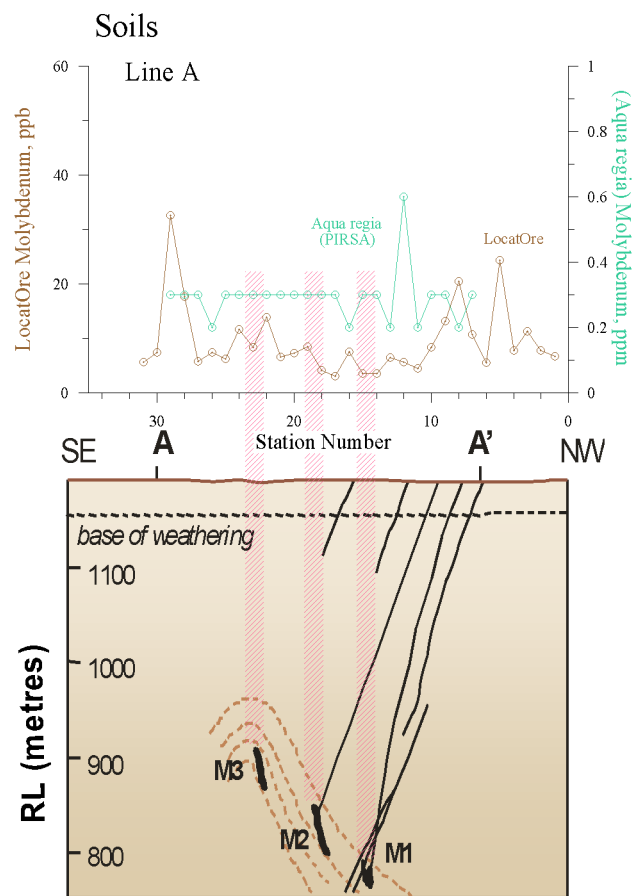 Soils
Line A
LocatOre Molybdenum, ppb
60
40
20
0
1
0.8
0.6
0.4
0.2
0
(Aqua regia) Molybdenum, ppm
Aqua regia
(PIRSA)
LocatOre
30
20
10
0
Station Number
SE
A
A'
NW
base of weathering
1100
1000
900
800
RL (metres)
M3
M2
M1